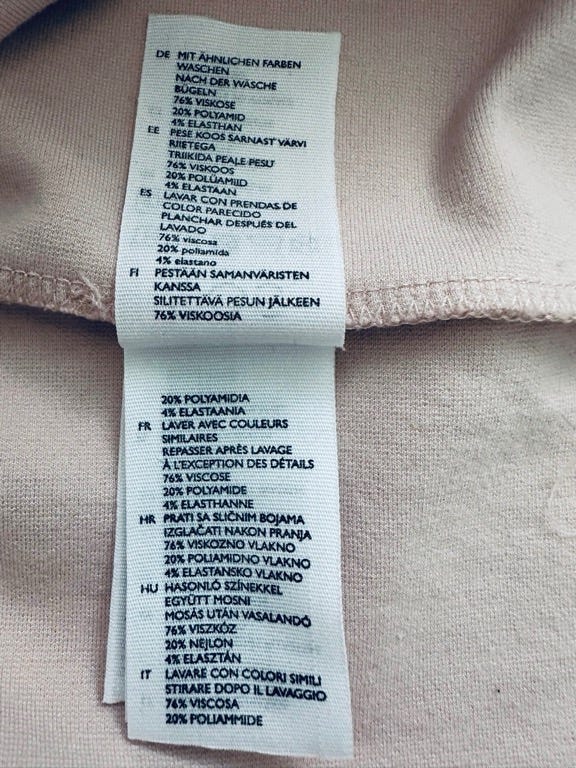 DE MIT ÄHNLICHEN FARBEN
WASCHEN
NACH DER WÄSCHE
BÜGELN
76% VISKOSE
20% POLYAMID
4% ELASTHAN
EE PESE KOOS SARNAST VÄRVI
RIIETEGA
TRIIKIDA PEALE PESU
76% VISKOOS
20% POLÜAMIID
4% ELASTAAN
ES LAVAR CON PRENDAS DE
COLOR PARECIDO
PLANCHAR DESPUÉS DEL
LAVADO
76% viscosa
20% poliamida
4% elastano
FI PESTÄÄN SAMANVÄRISTEN
KANSSA
SILITETTÄVÄ PESUN JÄLKEEN
76% VISKOOSIA
20% POLYAMIDIA
4% ELASTAANIA
FR LAVER AVEC COULEURS
SIMILAIRES
REPASSER APRÈS LAVAGE
À L'EXCEPTION DES DÉTAILS
76% VISCOSE
20% POLYAMIDE
4% ELASTHANNE
HR PRATI SA SLIČNIM BOJAMA
IZGLAČATI NAKON PRANJA
76% VISKOZNO VLAKNO
20% POLIAMIDNO VLAKNO
4% ELASTANSKO VLAKNO
HU HASONLÓ SZÍNEKKEL
EGYÜTT MOSNI
MOSÁS UTÁN VASALANDÓ
76% VISZKÓZ
20% NEJLON
4% ELASZTÁN
IT LAVARE CON COLORI SIMILI
STIRARE DOPO IL LAVAGGIO
76% VISCOSA
20% POLIAMMIDE